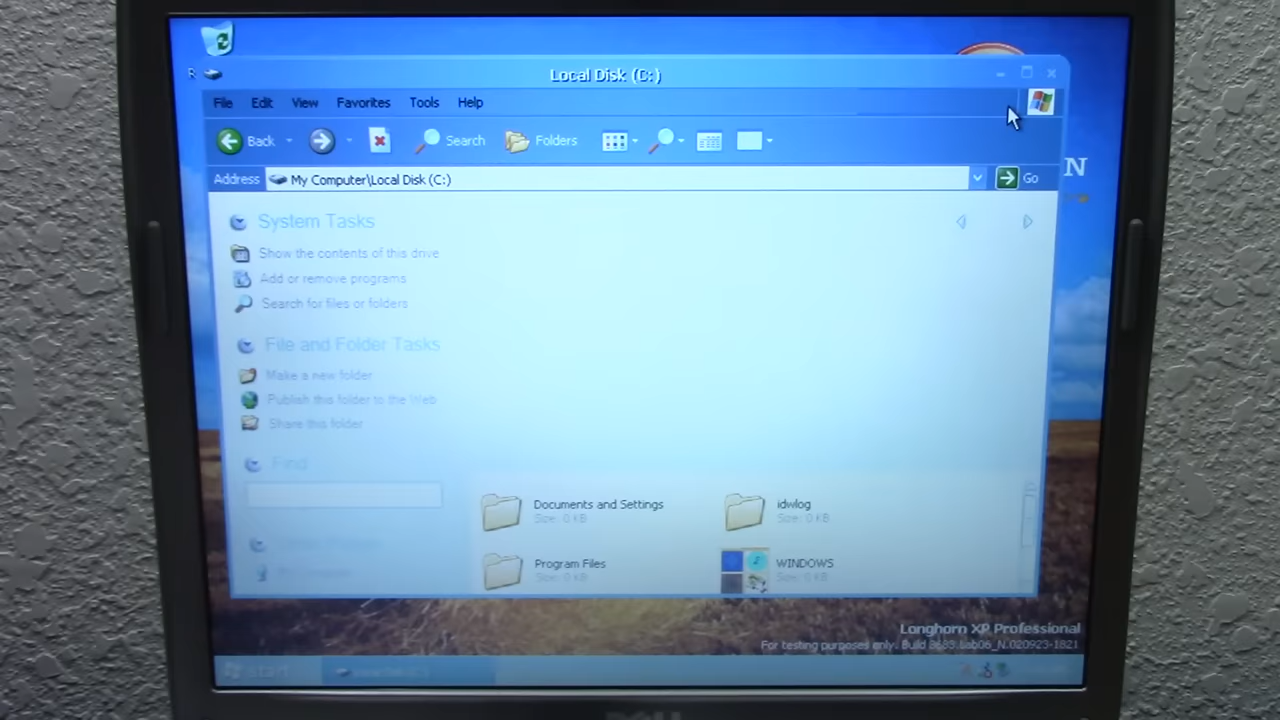 R
Local Disk (C:)
File Edit View Favorites Tools Help
Back Search Folders
N
Address My Computer\Local Disk (C:) Go
System Tasks
Show the contents of this drive
Add or remove programs
Search for files or folders
File and Folder Tasks
Make a new folder
Publish this folder to the Web
Share this folder
Find
Documents and Settings
Size: 0 KB
idwlog
Size: 0 KB
Program Files
Size: 0 KB
WINDOWS
Size: 0 KB
Longhorn XP Professional
For testing purposes only. Build 3683.Lab06_N.020923-1821
start
DELL